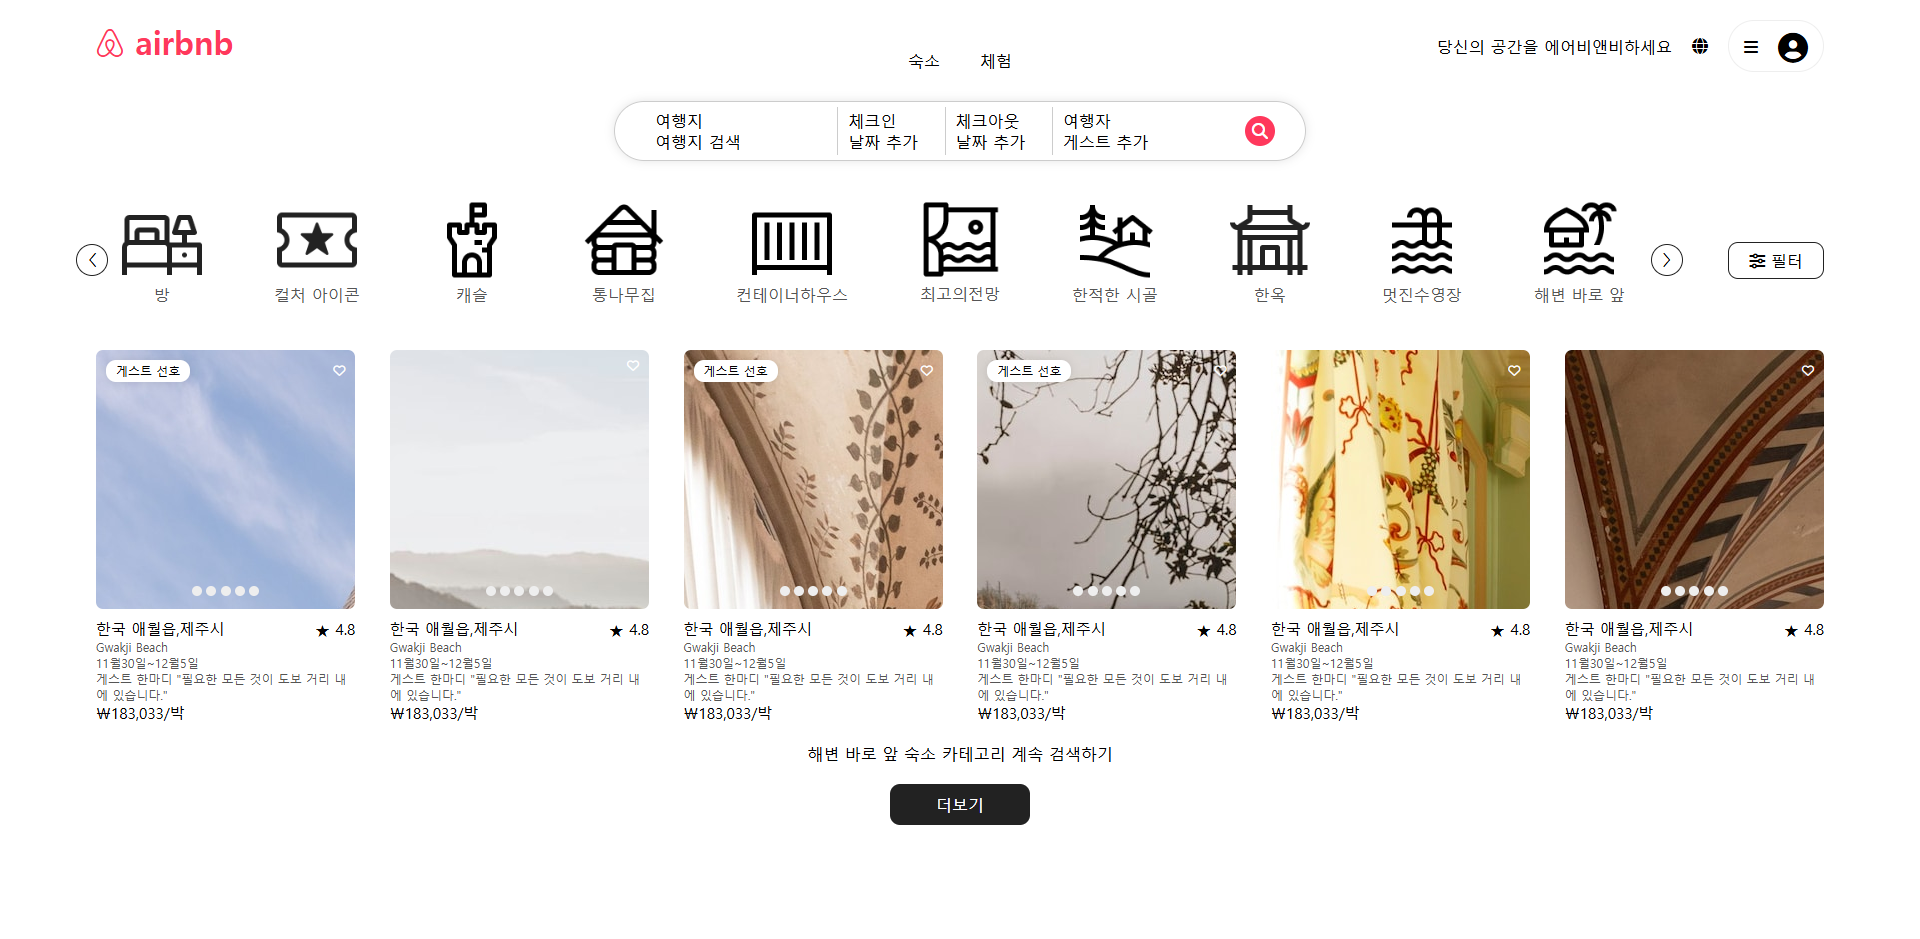 airbnb
숙소 체험
당신의 공간을 에어비앤비하세요
여행지 체크인 체크아웃 여행자
여행지 검색 날짜 추가 날짜 추가 게스트 추가
방 컬처 아이콘 캐슬 통나무집 컨테이너하우스 최고의전망 한적한 시골 한옥 멋진수영장 해변 바로 앞
필터
게스트 선호 게스트 선호 게스트 선호
한국 애월읍,제주시 ★ 4.8
Gwakji Beach
11월30일~12월5일
게스트 한마디 "필요한 모든 것이 도보 거리 내
에 있습니다."
₩183,033/박
한국 애월읍,제주시 ★ 4.8
Gwakji Beach
11월30일~12월5일
게스트 한마디 "필요한 모든 것이 도보 거리 내
에 있습니다."
₩183,033/박
한국 애월읍,제주시 ★ 4.8
Gwakji Beach
11월30일~12월5일
게스트 한마디 "필요한 모든 것이 도보 거리 내
에 있습니다."
₩183,033/박
한국 애월읍,제주시 ★ 4.8
Gwakji Beach
11월30일~12월5일
게스트 한마디 "필요한 모든 것이 도보 거리 내
에 있습니다."
₩183,033/박
한국 애월읍,제주시 ★ 4.8
Gwakji Beach
11월30일~12월5일
게스트 한마디 "필요한 모든 것이 도보 거리 내
에 있습니다."
₩183,033/박
한국 애월읍,제주시 ★ 4.8
Gwakji Beach
11월30일~12월5일
게스트 한마디 "필요한 모든 것이 도보 거리 내
에 있습니다."
₩183,033/박
해변 바로 앞 숙소 카테고리 계속 검색하기
더보기